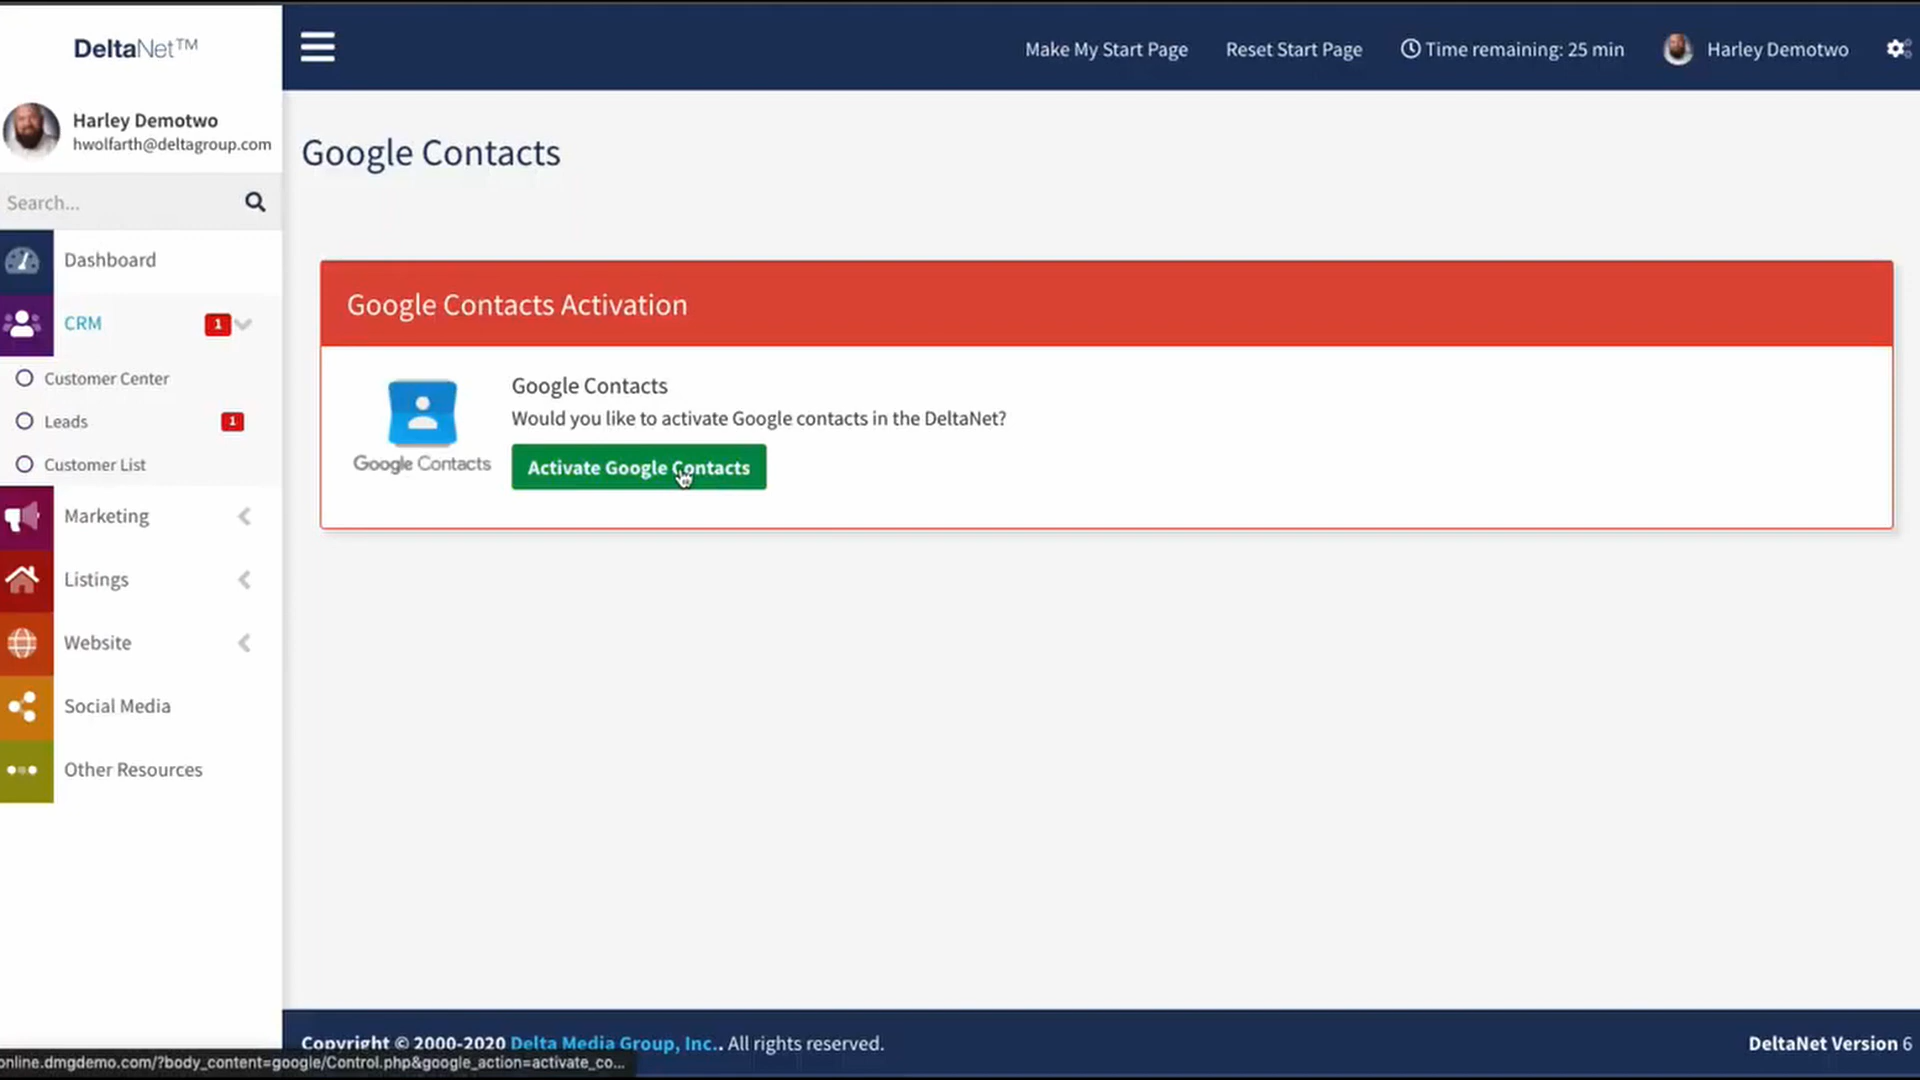 DeltaNet™
Make My Start Page
Reset Start Page
Time remaining: 25 min
Harley Demotwo
Harley Demotwo
hwolfarth@deltagroup.com
Search...
Dashboard
CRM
1
Customer Center
Leads
1
Customer List
Marketing
Listings
Website
Social Media
Other Resources
Google Contacts
Google Contacts Activation
Google Contacts
Google Contacts
Would you like to activate Google contacts in the DeltaNet?
Activate Google Contacts
Copyright © 2000-2020 Delta Media Group, Inc.. All rights reserved.
DeltaNet Version 6
online.dmgdemo.com/?body_content=google/Control.php&google_action=activate_co...